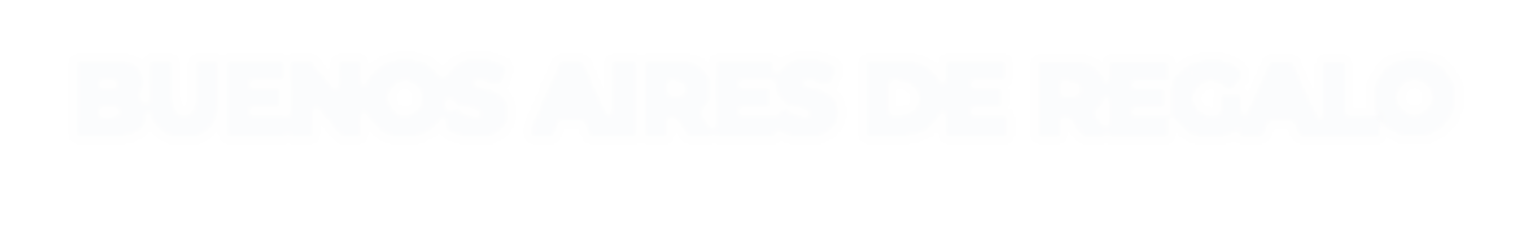 BUENOS AIRES DE REGALO